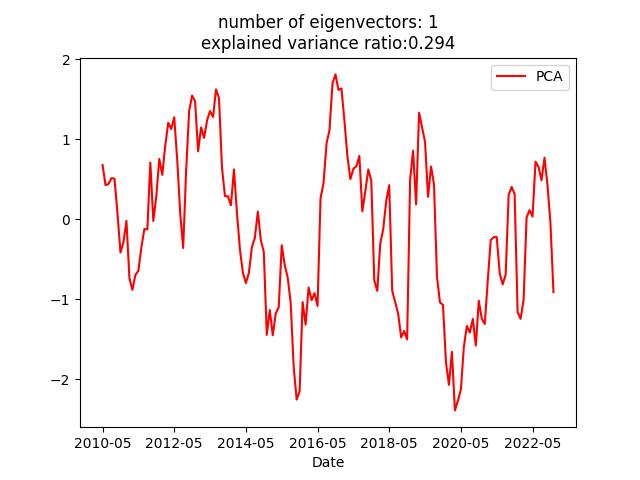 number of eigenvectors: 1
explained variance ratio:0.294
PCA
2
1
0
−1
−2
2010-05 2012-05 2014-05 2016-05 2018-05 2020-05 2022-05
Date